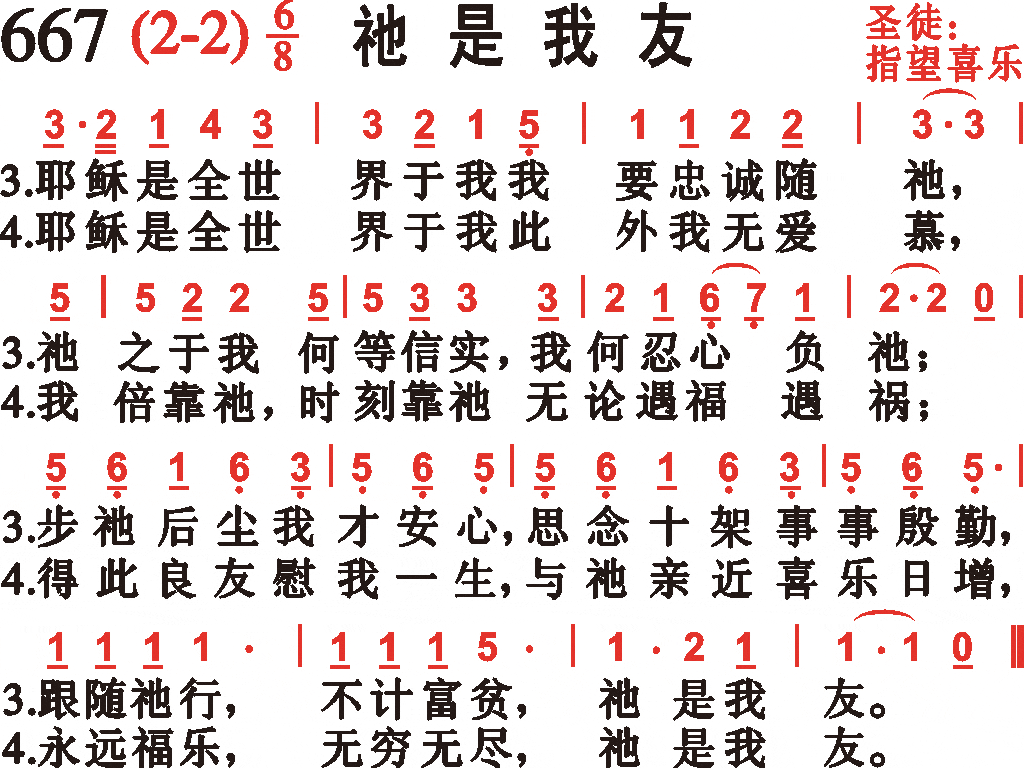 667 (2-2) 6/8 祂是我友 圣徒：
指望喜乐
3·2 1 4 3 | 3 2 1 5 | 1 1 2 2 | 3·3 |
3.耶稣是全世 界于我我 要忠诚随 祂，
4.耶稣是全世 界于我此 外我无爱 慕，
5 | 5 2 2 5 | 5 3 3 3 | 2 1 6 7 1 | 2·2 0 |
3.祂 之于我 何等信实，我何忍心 负 祂；
4.我 倍靠祂，时刻靠祂 无论遇福 遇 祸；
5 6 1 6 3 | 5 6 5 | 5 6 1 6 3 | 5 6 5· |
3.步祂后尘我才安心，思念十架事事殷勤，
4.得此良友慰我一生，与祂亲近喜乐日增，
1 1 1 1 · | 1 1 1 5 · | 1 · 2 1 | 1 · 1 0 ‖
3.跟随祂行， 不计富贫， 祂 是我 友。
4.永远福乐， 无穷无尽， 祂 是我 友。